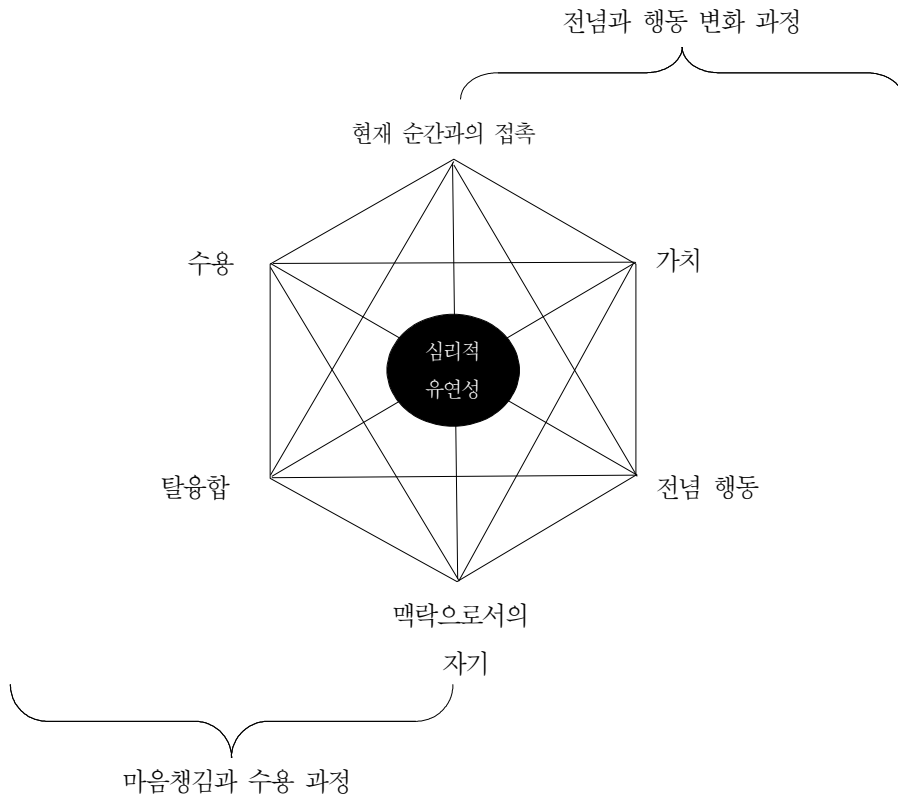 전념과 행동 변화 과정
현재 순간과의 접촉
수용
가치
심리적
유연성
탈융합
전념 행동
맥락으로서의
자기
마음챙김과 수용 과정